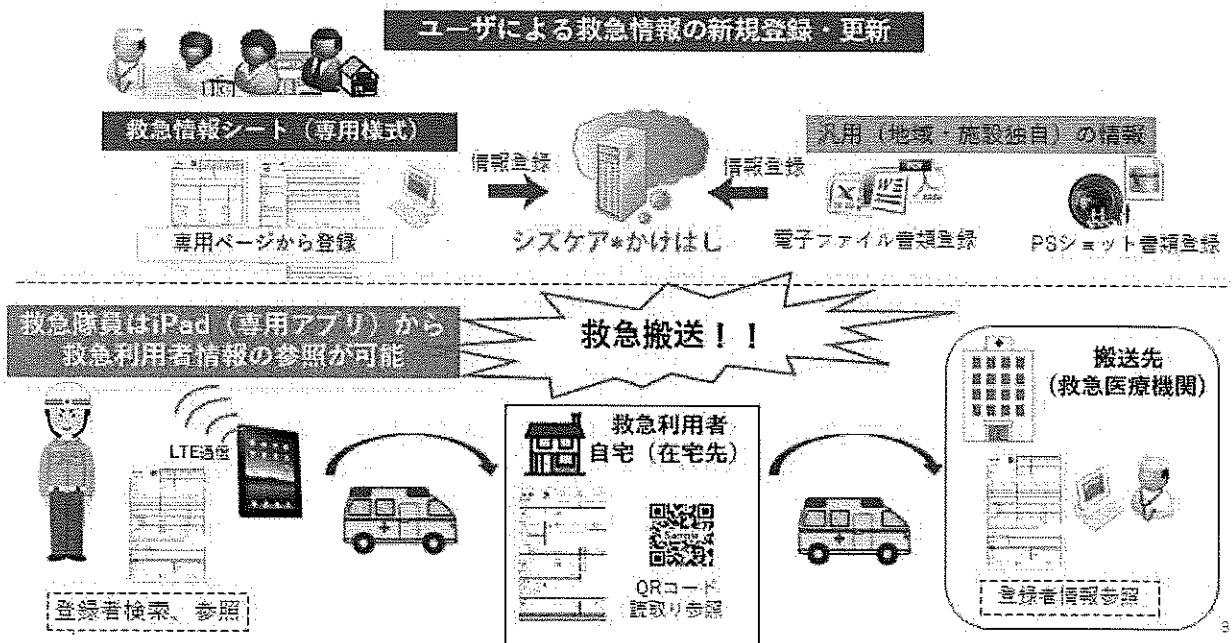 ユーザによる救急情報の新規登録・更新
救急情報シート（専用様式）
汎用（地域・施設独自）の情報
情報登録
情報登録
専用ページから登録
シズケア*かけはし
電子ファイル書類登録
PSショット書類登録
救急隊員はiPad（専用アプリ）から
救急利用者情報の参照が可能
救急搬送！！
搬送先
（救急医療機関）
救急利用者
自宅（在宅先）
LTE通信
QRコード
読取り参照
登録者検索、参照
登録者情報参照